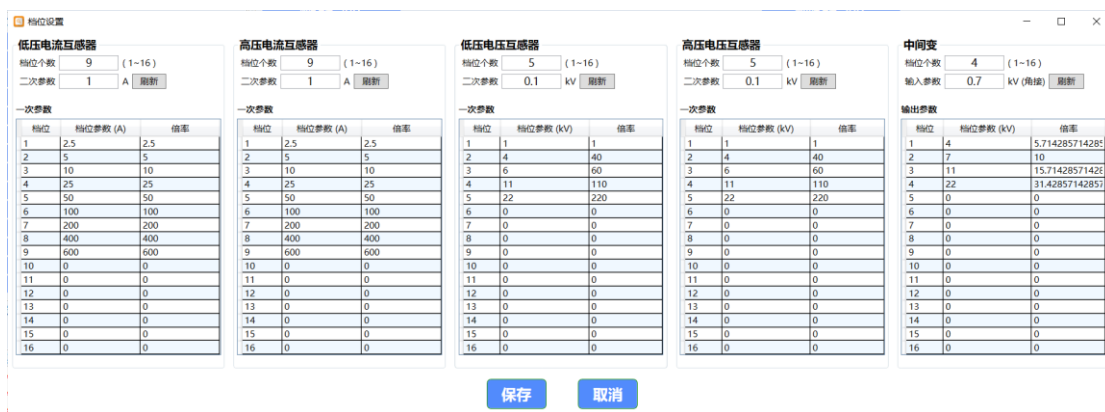 档位设置
低压电流互感器
档位个数 9 (1~16)
二次参数 1 A 刷新
一次参数
档位 档位参数 (A) 倍率
1 2.5 2.5
2 5 5
3 10 10
4 25 25
5 50 50
6 100 100
7 200 200
8 400 400
9 600 600
10 0 0
11 0 0
12 0 0
13 0 0
14 0 0
15 0 0
16 0 0
高压电流互感器
档位个数 9 (1~16)
二次参数 1 A 刷新
一次参数
档位 档位参数 (A) 倍率
1 2.5 2.5
2 5 5
3 10 10
4 25 25
5 50 50
6 100 100
7 200 200
8 400 400
9 600 600
10 0 0
11 0 0
12 0 0
13 0 0
14 0 0
15 0 0
16 0 0
低压电压互感器
档位个数 5 (1~16)
二次参数 0.1 kV 刷新
一次参数
档位 档位参数 (kV) 倍率
1 1 1
2 4 40
3 6 60
4 11 110
5 22 220
6 0 0
7 0 0
8 0 0
9 0 0
10 0 0
11 0 0
12 0 0
13 0 0
14 0 0
15 0 0
16 0 0
高压电压互感器
档位个数 5 (1~16)
二次参数 0.1 kV 刷新
一次参数
档位 档位参数 (kV) 倍率
1 1 1
2 4 40
3 6 60
4 11 110
5 22 220
6 0 0
7 0 0
8 0 0
9 0 0
10 0 0
11 0 0
12 0 0
13 0 0
14 0 0
15 0 0
16 0 0
中间变
档位个数 4 (1~16)
输入参数 0.7 kV (角接) 刷新
输出参数
档位 档位参数 (kV) 倍率
1 4 5.714285714285
2 7 10
3 11 15.71428571428
4 22 31.42857142857
5 0 0
6 0 0
7 0 0
8 0 0
9 0 0
10 0 0
11 0 0
12 0 0
13 0 0
14 0 0
15 0 0
16 0 0
保存 取消